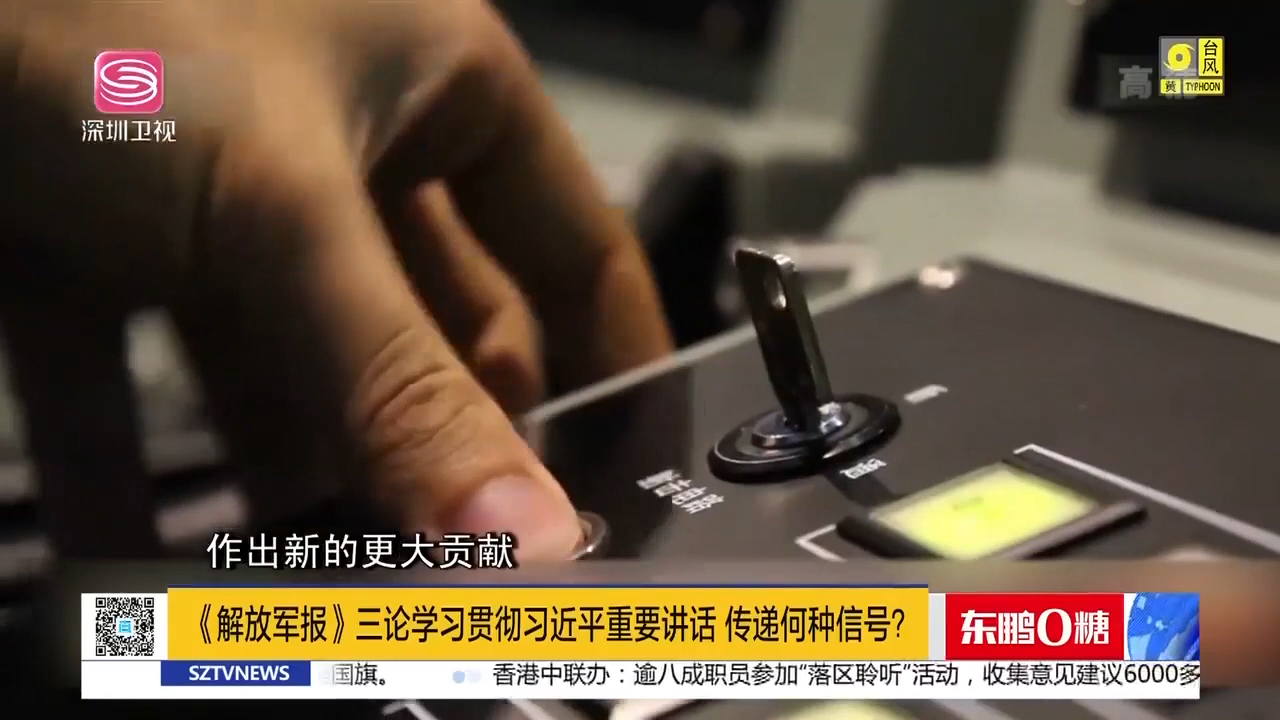 深圳卫视
台风
黄 TYPHOON
高清
作出新的更大贡献
《解放军报》三论学习贯彻习近平重要讲话 传递何种信号?
东鹏0糖
SZTVNEWS
国旗。 香港中联办：逾八成职员参加“落区聆听”活动，收集意见建议6000多